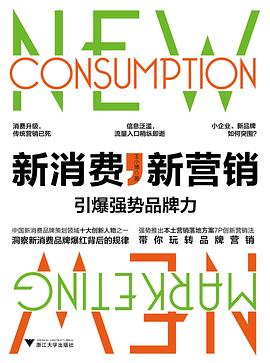 NEW
CONSUMPTION
消费升级,
传统营销已死
信息泛滥,
流量入口稍纵即逝
小企业、新品牌
如何突围?
新消费,新营销
王小博 著
引爆强势品牌力
中国新消费品牌策划领域十大创新人物之一
洞察新消费品牌爆红背后的规律
强势推出本土营销落地方案7P创新营销法
带你玩转品牌营销
MARKETING
NEW
浙江大学出版社